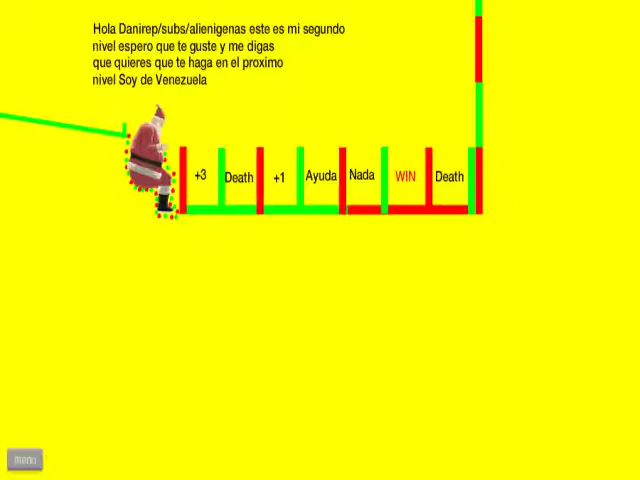 Hola Danirep/subs/alienigenas este es mi segundo
nivel espero que te guste y me digas
que quieres que te haga en el proximo
nivel Soy de Venezuela
+3 Death +1 Ayuda Nada WIN Death
menu